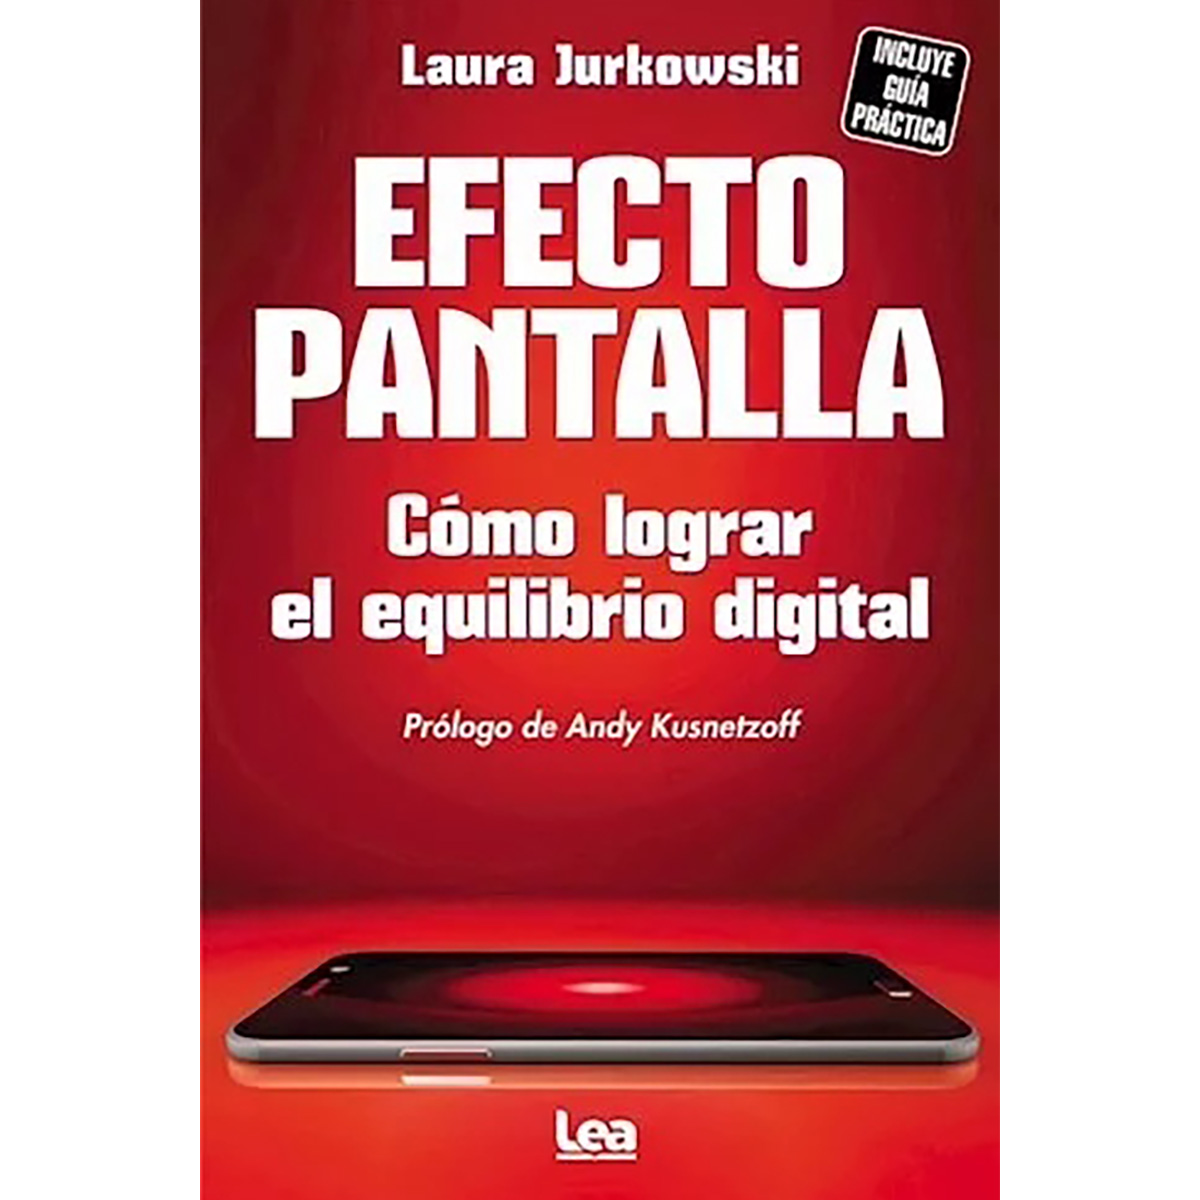 Laura Jurkowski
INCLUYE
GUÍA
PRÁCTICA
EFECTO
PANTALLA
Cómo lograr
el equilibrio digital
Prólogo de Andy Kusnetzoff
Lea